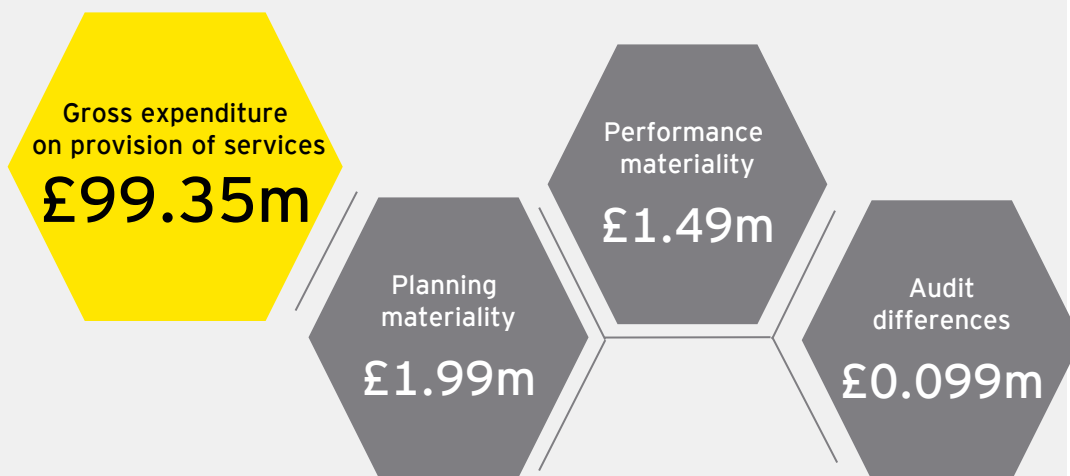 Gross expenditure
on provision of services
£99.35m
Planning
materiality
£1.99m
Performance
materiality
£1.49m
Audit
differences
£0.099m